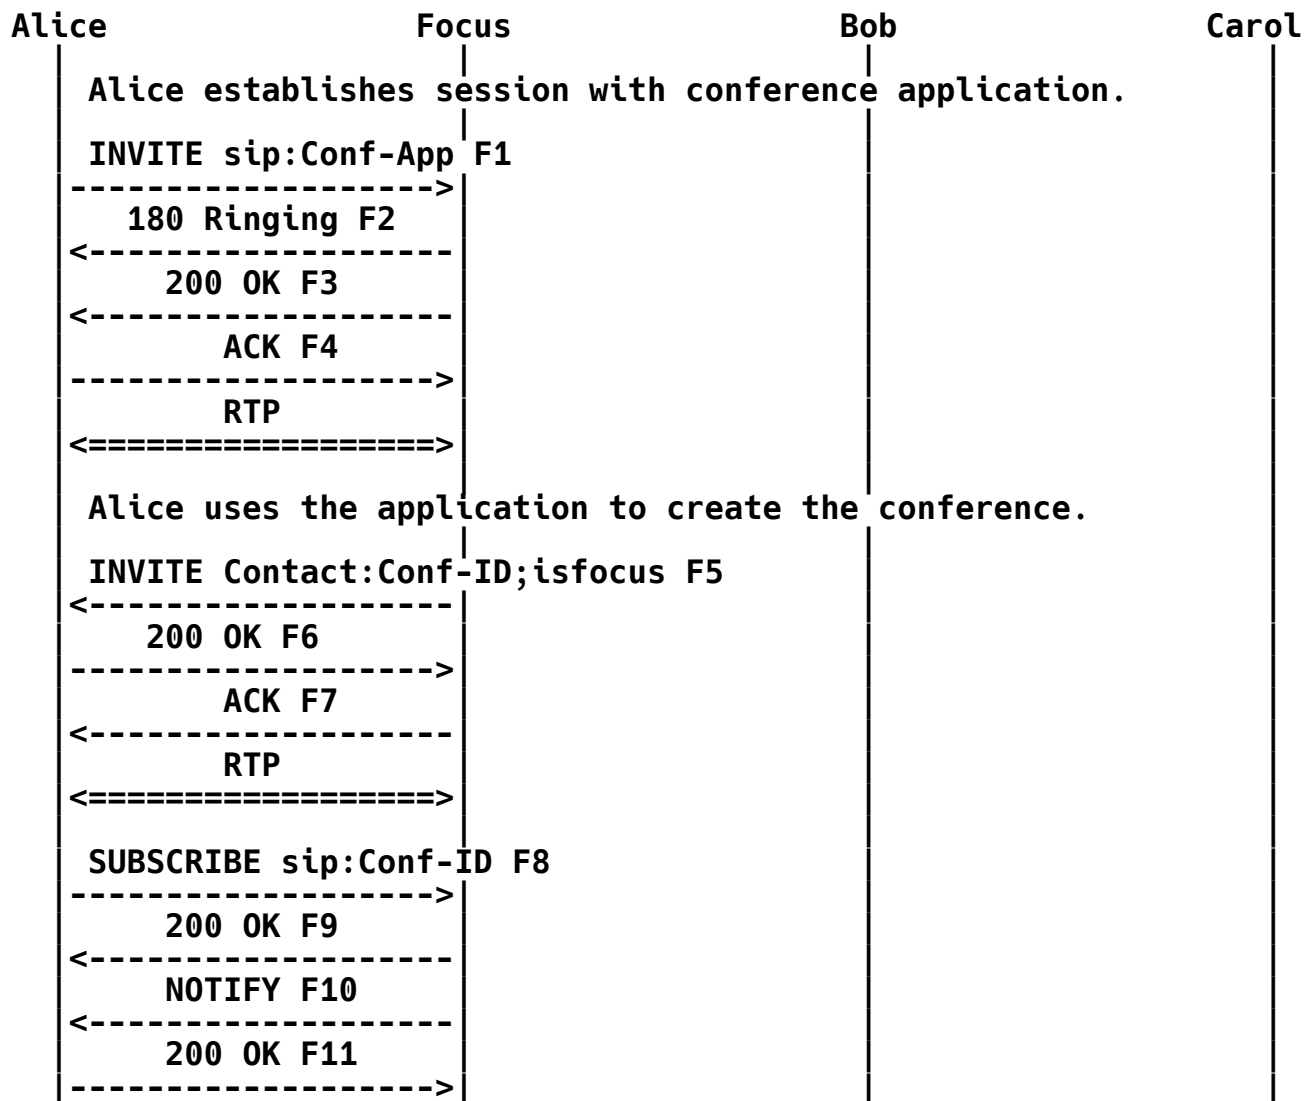 Alice Focus Bob Carol
Alice establishes session with conference application.
INVITE sip:Conf-App F1
180 Ringing F2
200 OK F3
ACK F4
RTP
Alice uses the application to create the conference.
INVITE Contact:Conf-ID;isfocus F5
200 OK F6
ACK F7
RTP
SUBSCRIBE sip:Conf-ID F8
200 OK F9
NOTIFY F10
200 OK F11